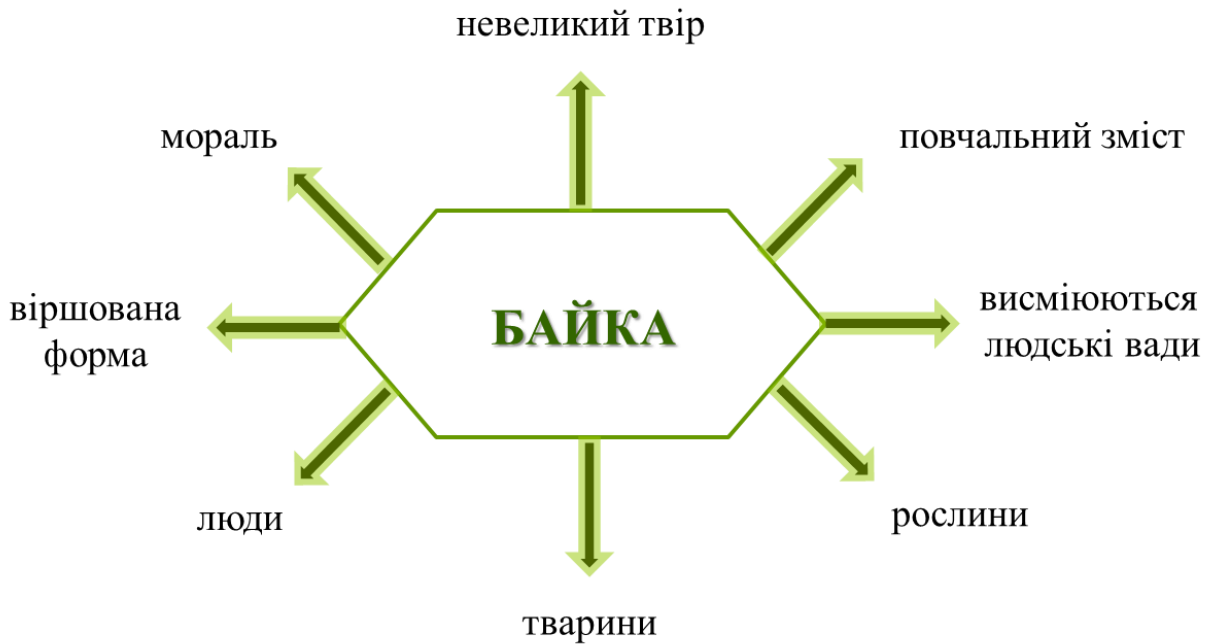 невеликий твір
мораль
повчальний зміст
віршована
форма
БАЙКА
висміюються
людські вади
люди
рослини
тварини